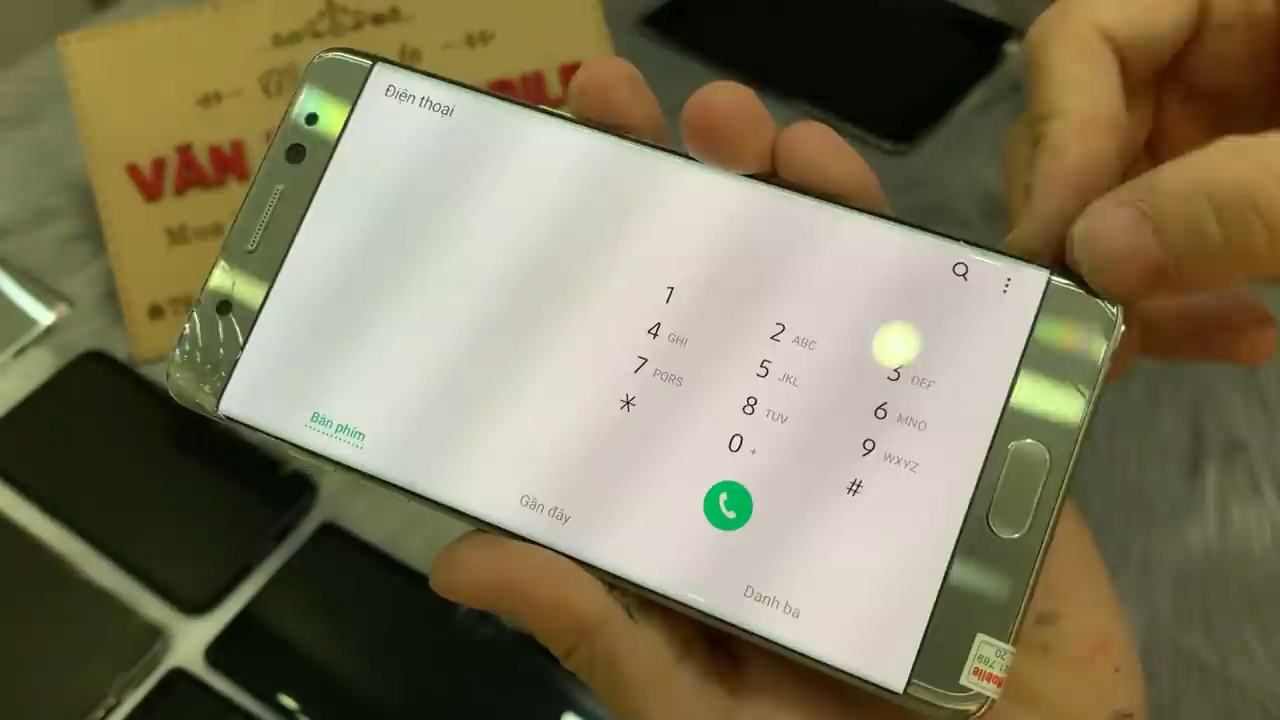 VĂN
Điện thoại
1
2 ABC
3 DEF
4 GHI
5 JKL
6 MNO
7 PQRS
8 TUV
9 WXYZ
*
0 +
#
Bàn phím
Gần đây
Danh bạ